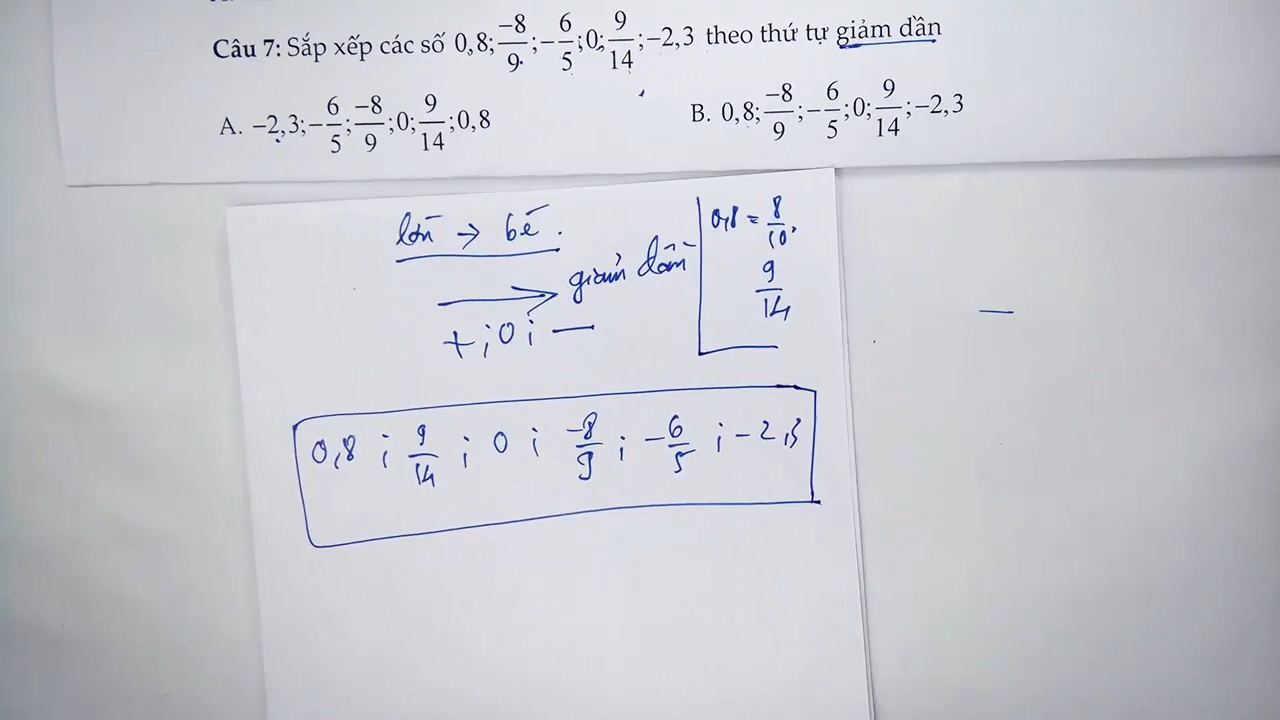 Câu 7: Sắp xếp các số 0,8; -8/9; -6/5; 0; 9/14; -2,3 theo thứ tự giảm dần
A. -2,3; -6/5; -8/9; 0; 9/14; 0,8
B. 0,8; -8/9; -6/5; 0; 9/14; -2,3
lớn → bé.
giảm dần
+ ; 0 ; —
0,8 = 8/10.
9/14
0,8 ; 9/14 ; 0 ; -8/9 ; -6/5 ; -2,3